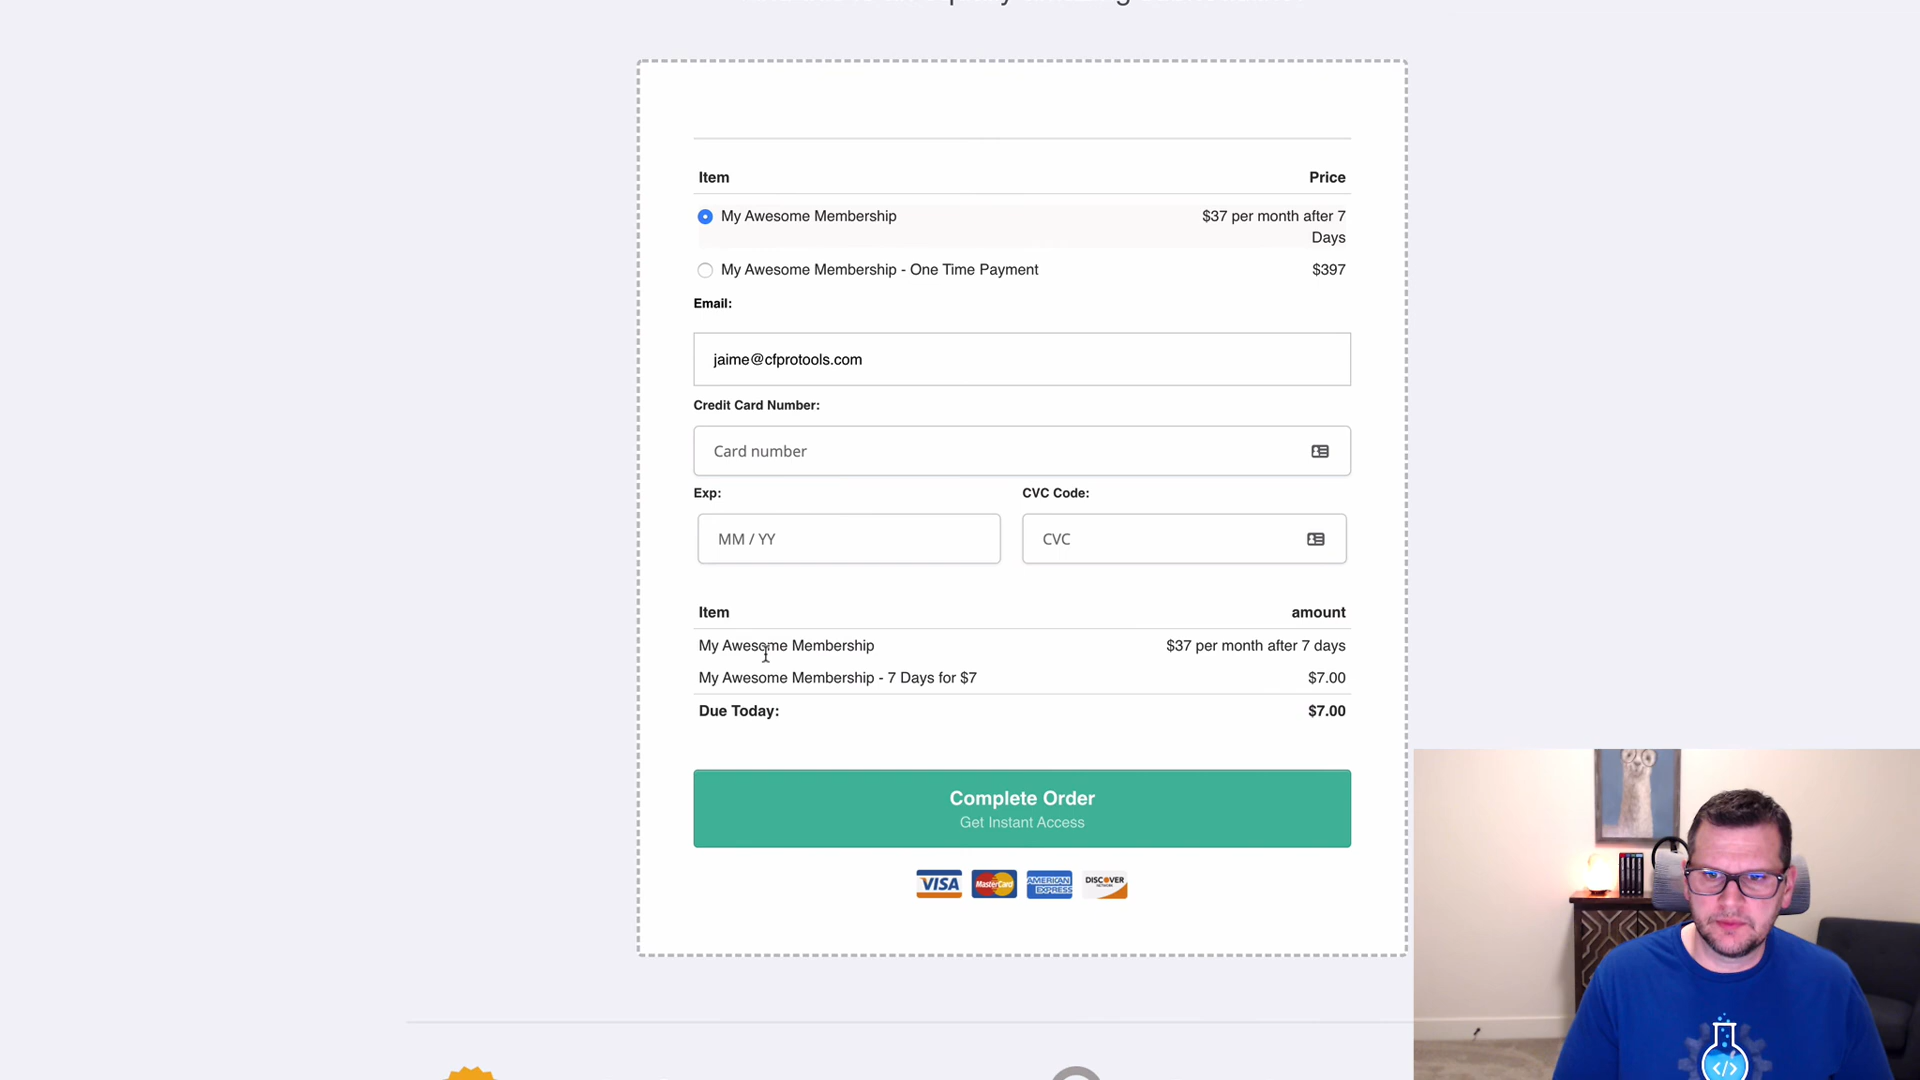 Item Price
My Awesome Membership $37 per month after 7
Days
My Awesome Membership - One Time Payment $397
Email:
jaime@cfprotools.com
Credit Card Number:
Card number
Exp: CVC Code:
MM / YY CVC
Item amount
My Awesome Membership $37 per month after 7 days
My Awesome Membership - 7 Days for $7 $7.00
Due Today: $7.00
Complete Order
Get Instant Access
VISA MasterCard AMERICAN EXPRESS DISCOVER NETWORK
</>